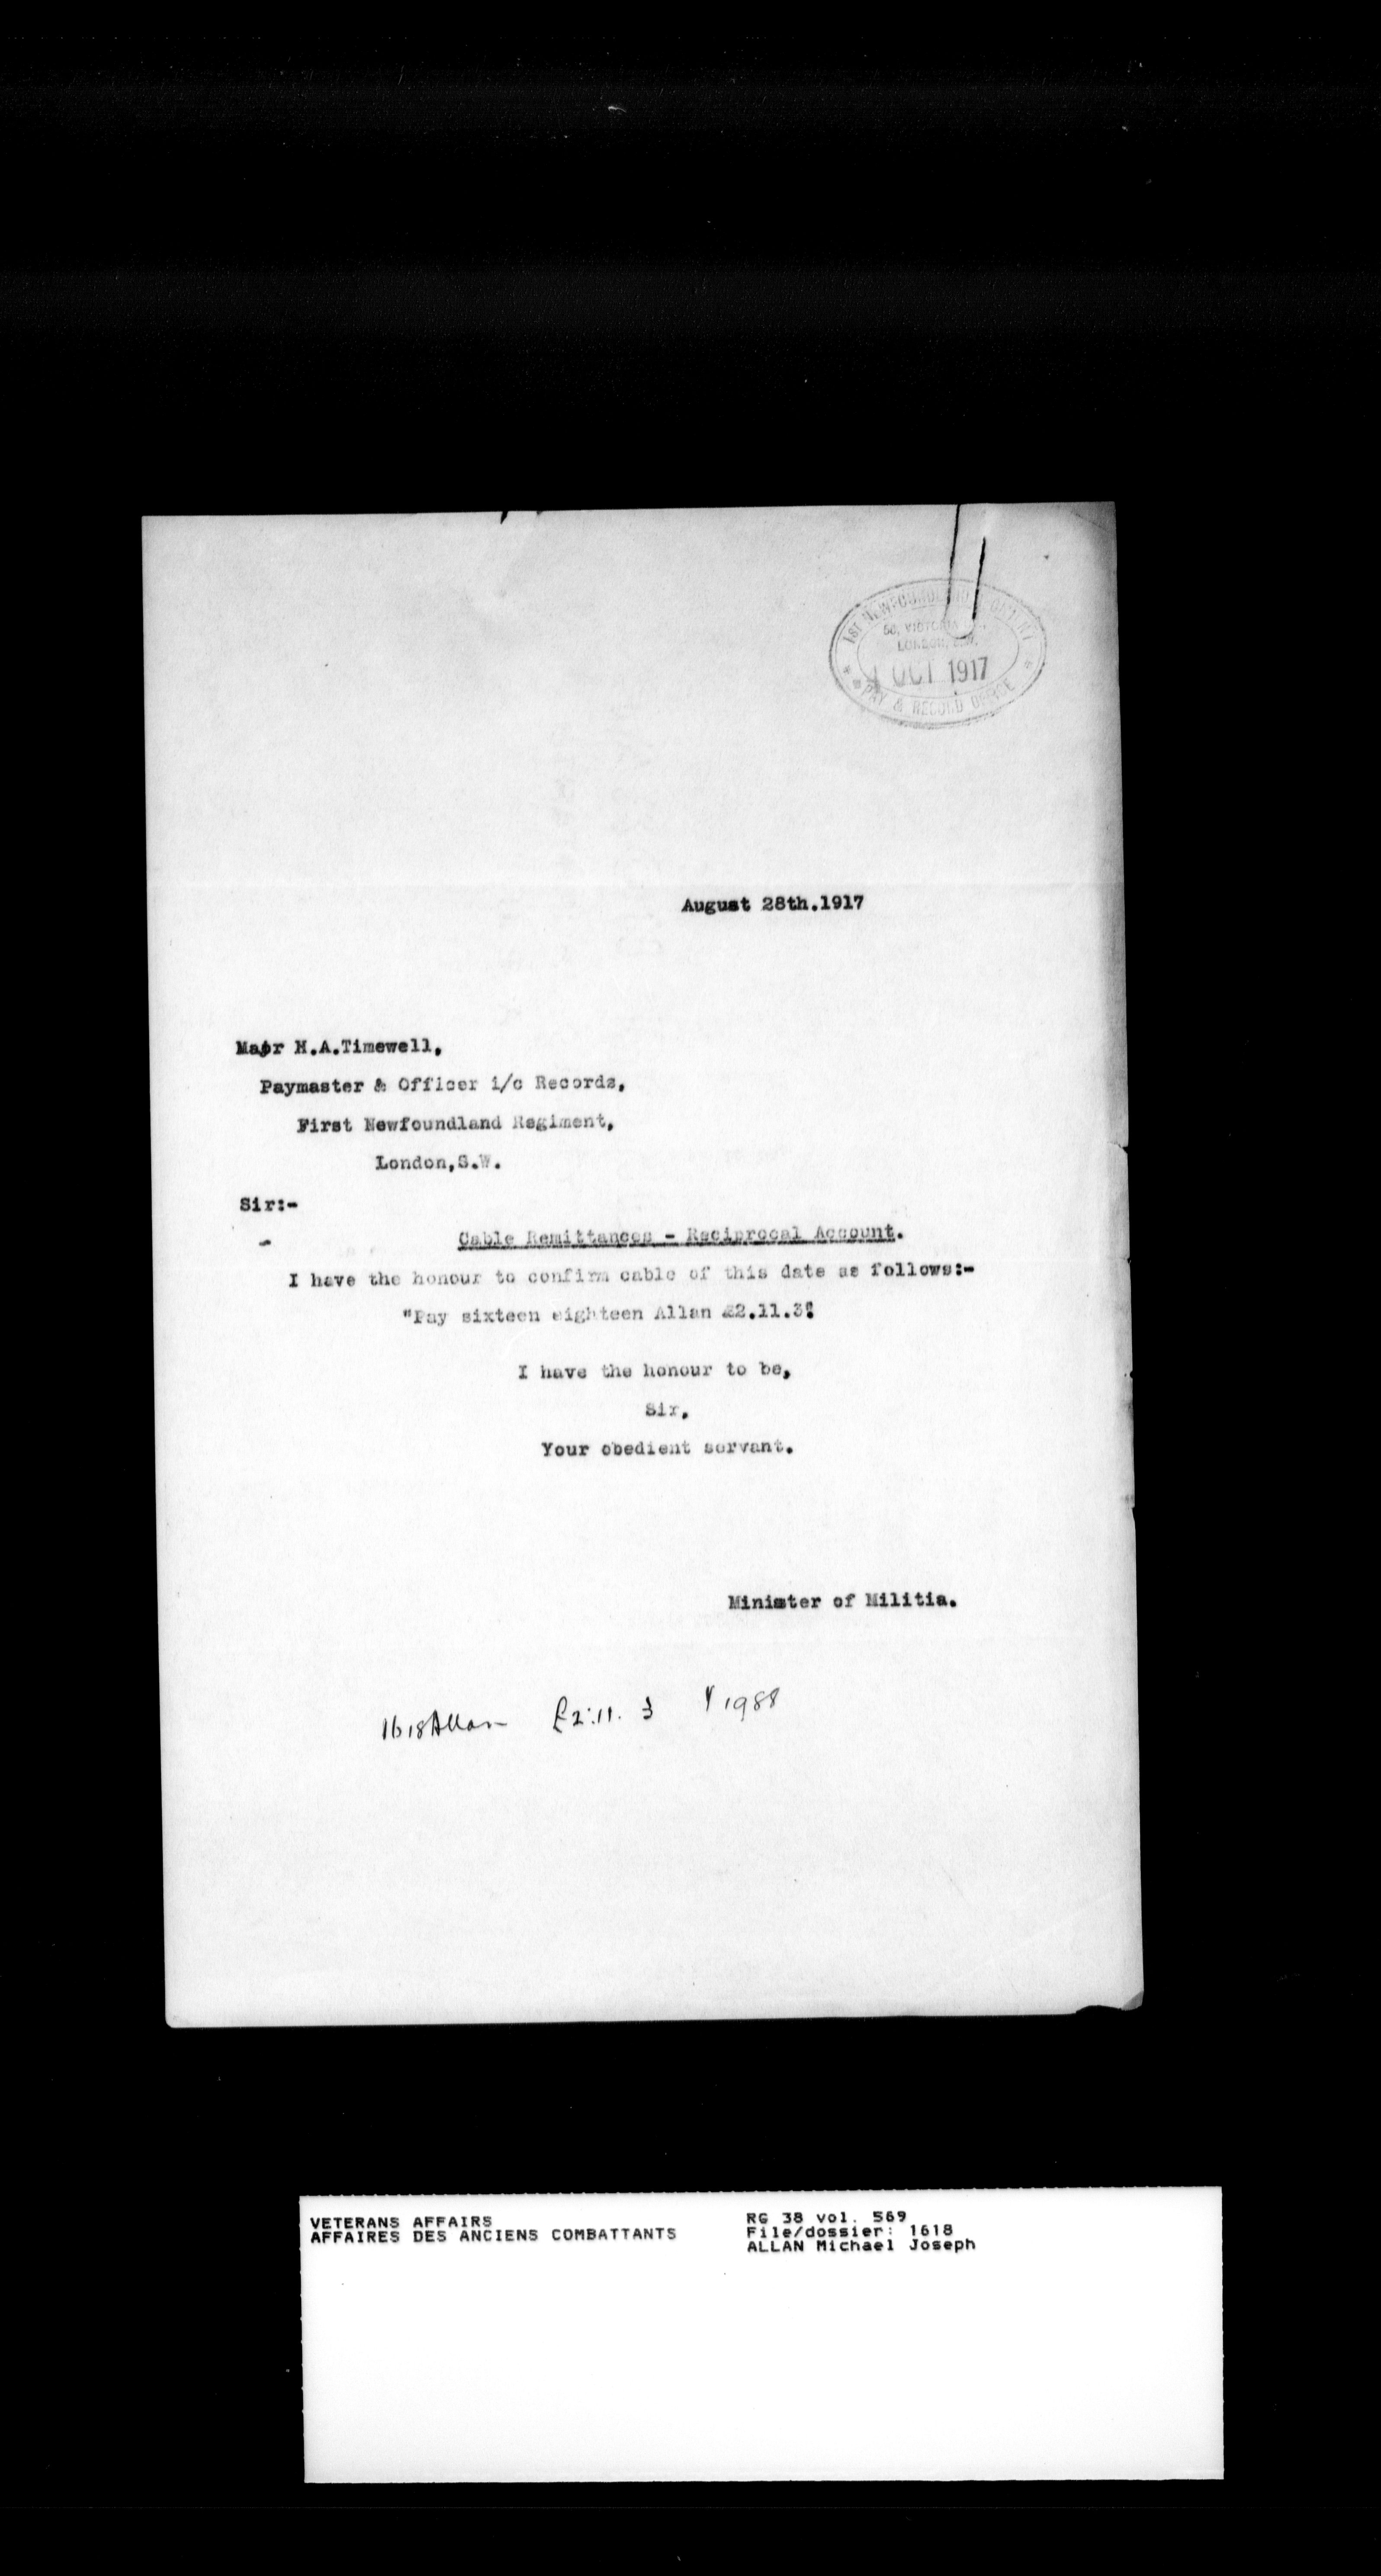 1ST NEWFOUNDLAND
50, VICTORIA
LONDON, S.W.
OCT 1917
PAY & RECORD OFFICE
August 28th.1917
Major H.A.Timewell,
Paymaster & Officer i/c Records,
First Newfoundland Regiment,
London,S.W.
Sir:-
Cable Remittances - Reciprocal Account.
I have the honour to confirm cable of this date as follows:-
"Pay sixteen eighteen Allan £2.11.3"
I have the honour to be,
Sir,
Your obedient servant.
Minister of Militia.
1618 Allan £2:11.3 1988
VETERANS AFFAIRS
AFFAIRES DES ANCIENS COMBATTANTS
RG 38 vol. 569
File/dossier: 1618
ALLAN Michael Joseph